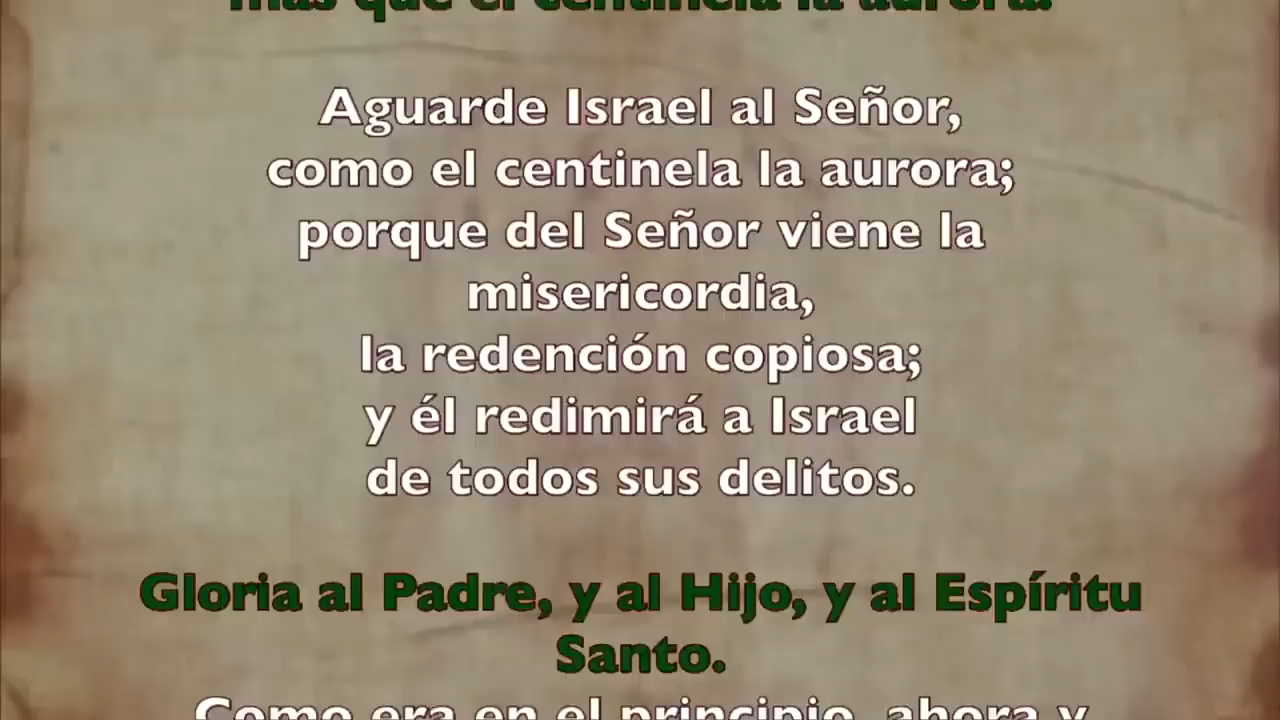 más que el centinela la aurora.
Aguarde Israel al Señor,
como el centinela la aurora;
porque del Señor viene la
misericordia,
la redención copiosa;
y él redimirá a Israel
de todos sus delitos.
Gloria al Padre, y al Hijo, y al Espíritu
Santo.
Como era en el principio, ahora y